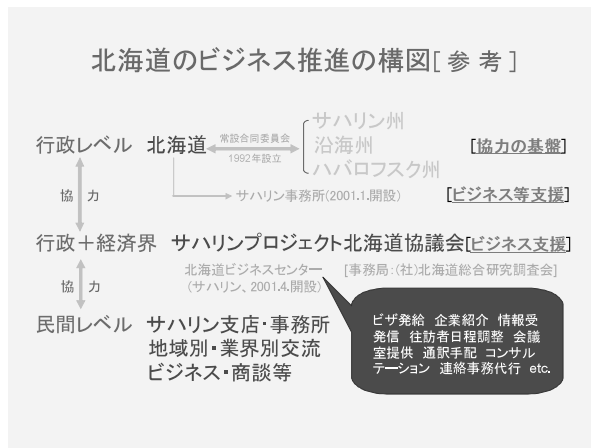 北海道のビジネス推進の構図[ 参 考 ]
サハリン州
行政レベル 北海道 常設合同委員会 沿海州 [協力の基盤]
1992年設立
ハバロフスク州
協 力
サハリン事務所(2001.1.開設) [ビジネス等支援]
行政+経済界 サハリンプロジェクト北海道協議会[ビジネス支援]
北海道ビジネスセンター [事務局:(社)北海道総合研究調査会]
(サハリン、2001.4.開設)
協 力
民間レベル サハリン支店・事務所
地域別・業界別交流
ビジネス・商談等
ビザ発給 企業紹介 情報受
発信 往訪者日程調整 会議
室提供 通訳手配 コンサル
テーション 連絡事務代行 etc.